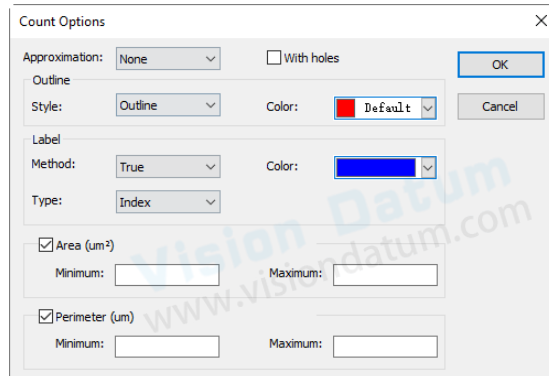 Count Options
Approximation: None With holes OK
Outline
Style: Outline Color: Default Cancel
Label
Method: True Color:
Type: Index
Area (um²)
Minimum: Maximum:
Perimeter (um)
Minimum: Maximum:
Vision Datum
www.visiondatum.com